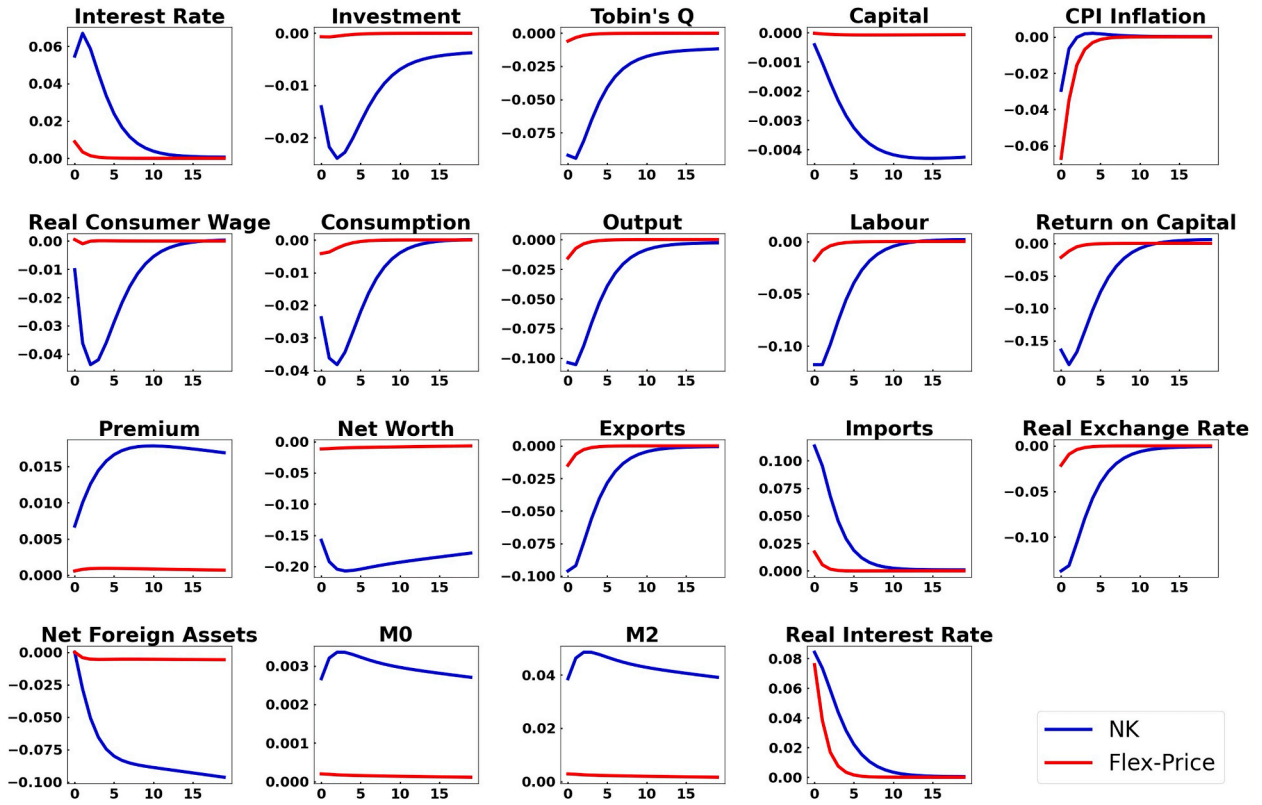 Interest Rate
0.06
0.04
0.02
0.00
0 5 10 15
Investment
0.00
−0.01
−0.02
0 5 10 15
Tobin's Q
0.000
−0.025
−0.050
−0.075
0 5 10 15
Capital
0.000
−0.001
−0.002
−0.003
−0.004
0 5 10 15
CPI Inflation
0.00
−0.02
−0.04
−0.06
0 5 10 15
Real Consumer Wage
0.00
−0.01
−0.02
−0.03
−0.04
0 5 10 15
Consumption
0.00
−0.01
−0.02
−0.03
−0.04
0 5 10 15
Output
0.000
−0.025
−0.050
−0.075
−0.100
0 5 10 15
Labour
0.00
−0.05
−0.10
0 5 10 15
Return on Capital
0.00
−0.05
−0.10
−0.15
0 5 10 15
Premium
0.015
0.010
0.005
0.000
0 5 10 15
Net Worth
0.00
−0.05
−0.10
−0.15
−0.20
0 5 10 15
Exports
0.000
−0.025
−0.050
−0.075
−0.100
0 5 10 15
Imports
0.100
0.075
0.050
0.025
0.000
0 5 10 15
Real Exchange Rate
0.00
−0.05
−0.10
0 5 10 15
Net Foreign Assets
0.000
−0.025
−0.050
−0.075
−0.100
0 5 10 15
M0
0.003
0.002
0.001
0.000
0 5 10 15
M2
0.04
0.02
0.00
0 5 10 15
Real Interest Rate
0.08
0.06
0.04
0.02
0.00
0 5 10 15
NK
Flex-Price